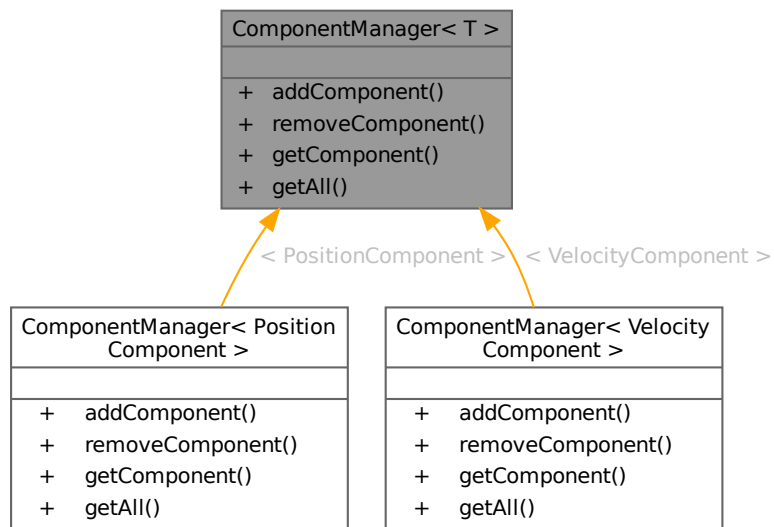 ComponentManager< T >
+ addComponent()
+ removeComponent()
+ getComponent()
+ getAll()
< PositionComponent >
< VelocityComponent >
ComponentManager< Position
Component >
+ addComponent()
+ removeComponent()
+ getComponent()
+ getAll()
ComponentManager< Velocity
Component >
+ addComponent()
+ removeComponent()
+ getComponent()
+ getAll()